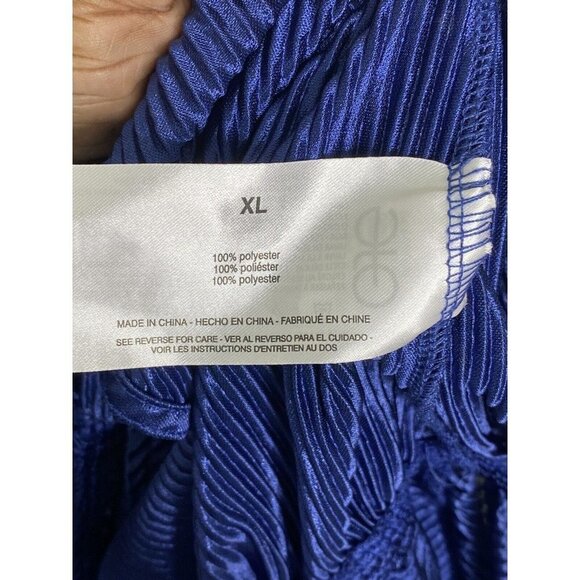 XL
100% polyester
100% poliéster
100% polyester
MADE IN CHINA - HECHO EN CHINA - FABRIQUÉ EN CHINE
SEE REVERSE FOR CARE - VER AL REVERSO PARA EL CUIDADO -
VOIR LES INSTRUCTIONS D'ENTRETIEN AU DOS